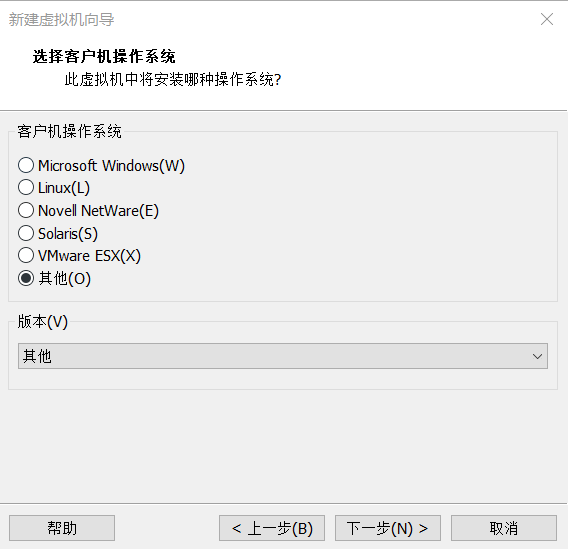 新建虚拟机向导
选择客户机操作系统
此虚拟机中将安装哪种操作系统?
客户机操作系统
Microsoft Windows(W)
Linux(L)
Novell NetWare(E)
Solaris(S)
VMware ESX(X)
其他(O)
版本(V)
其他
帮助
< 上一步(B)
下一步(N) >
取消